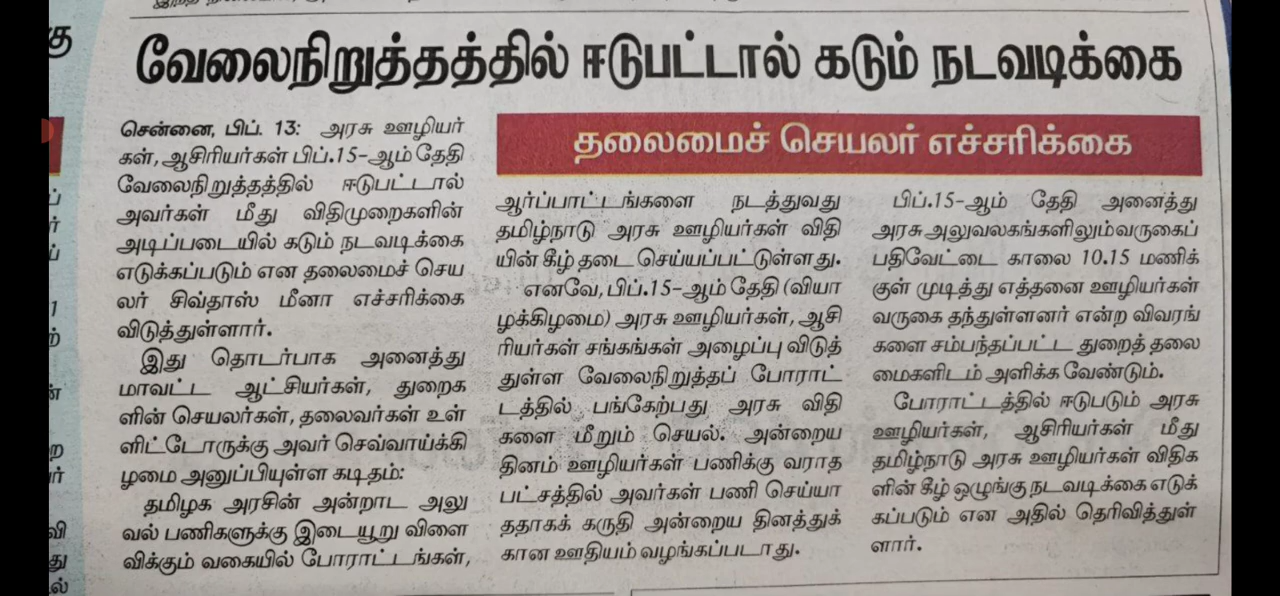 வேலைநிறுத்தத்தில் ஈடுபட்டால் கடும் நடவடிக்கை
தலைமைச் செயலர் எச்சரிக்கை
சென்னை, பிப். 13: அரசு ஊழியர்
கள், ஆசிரியர்கள் பிப்.15-ஆம் தேதி
வேலைநிறுத்தத்தில் ஈடுபட்டால்
அவர்கள் மீது விதிமுறைகளின்
அடிப்படையில் கடும் நடவடிக்கை
எடுக்கப்படும் என தலைமைச் செய
லர் சிவ்தாஸ் மீனா எச்சரிக்கை
விடுத்துள்ளார்.
இது தொடர்பாக அனைத்து
மாவட்ட ஆட்சியர்கள், துறைக
ளின் செயலர்கள், தலைவர்கள் உள்
ளிட்டோருக்கு அவர் செவ்வாய்க்கி
ழமை அனுப்பியுள்ள கடிதம்:
தமிழக அரசின் அன்றாட அலு
வல் பணிகளுக்கு இடையூறு விளை
விக்கும் வகையில் போராட்டங்கள்,
ஆர்ப்பாட்டங்களை நடத்துவது
தமிழ்நாடு அரசு ஊழியர்கள் விதி
யின் கீழ் தடை செய்யப்பட்டுள்ளது.
எனவே, பிப்.15-ஆம் தேதி (வியா
ழக்கிழமை) அரசு ஊழியர்கள், ஆசி
ரியர்கள் சங்கங்கள் அழைப்பு விடுத்
துள்ள வேலைநிறுத்தப் போராட்
டத்தில் பங்கேற்பது அரசு விதி
களை மீறும் செயல். அன்றைய
தினம் ஊழியர்கள் பணிக்கு வராத
பட்சத்தில் அவர்கள் பணி செய்யா
ததாகக் கருதி அன்றைய தினத்துக்
கான ஊதியம் வழங்கப்படாது.
பிப்.15-ஆம் தேதி அனைத்து
அரசு அலுவலகங்களிலும்வருகைப்
பதிவேட்டை காலை 10.15 மணிக்
குள் முடித்து எத்தனை ஊழியர்கள்
வருகை தந்துள்ளனர் என்ற விவரங்
களை சம்பந்தப்பட்ட துறைத் தலை
மைகளிடம் அளிக்க வேண்டும்.
போராட்டத்தில் ஈடுபடும் அரசு
ஊழியர்கள், ஆசிரியர்கள் மீது
தமிழ்நாடு அரசு ஊழியர்கள் விதிக
ளின் கீழ் ஒழுங்கு நடவடிக்கை எடுக்
கப்படும் என அதில் தெரிவித்துள்
ளார்.